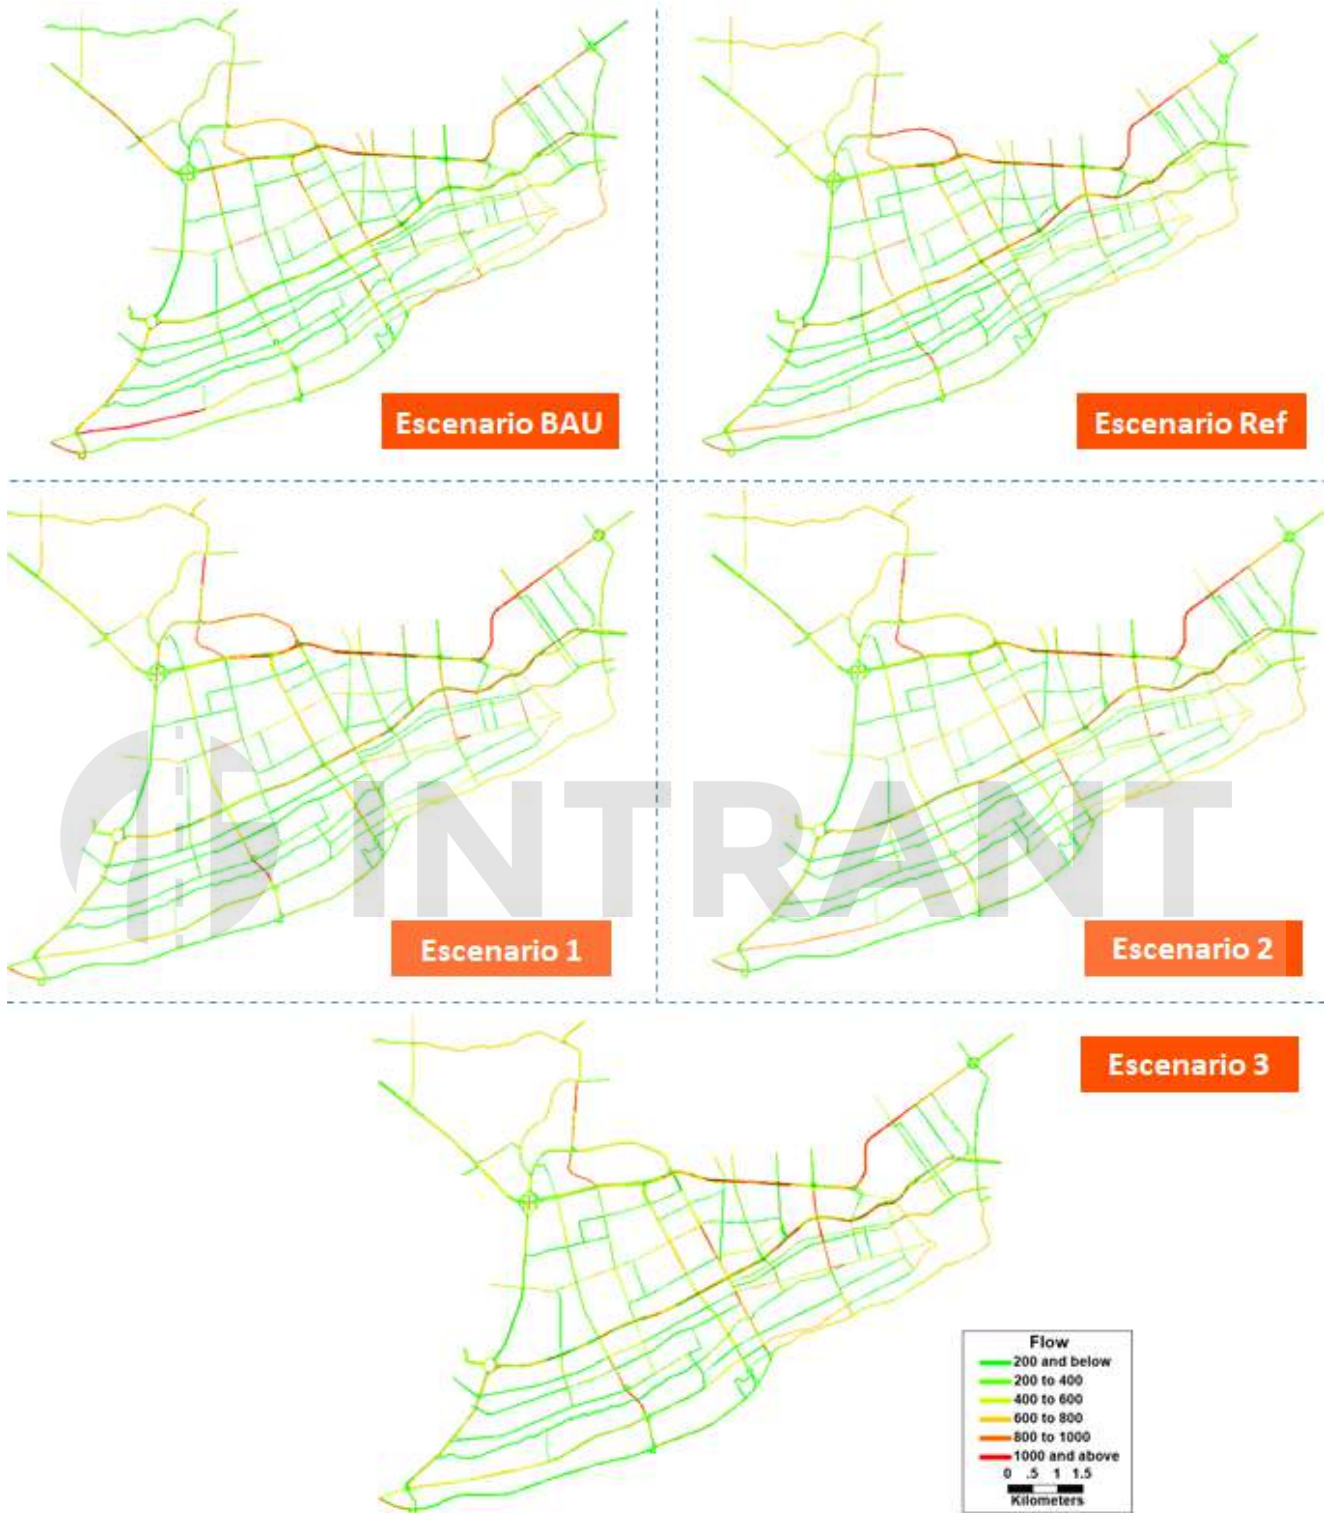 Escenario BAU
Escenario Ref
INTRANT
Escenario 1
Escenario 2
Escenario 3
Flow
200 and below
200 to 400
400 to 600
600 to 800
800 to 1000
1000 and above
0 .5 1 1.5
Kilometers